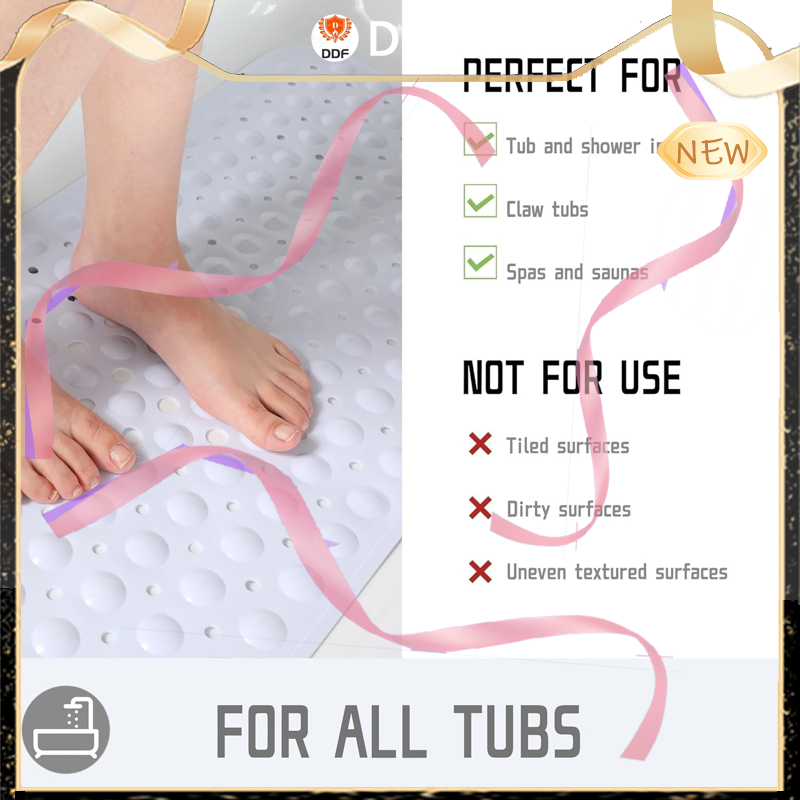 D
DDF
D
PERFECT FOR
Tub and shower
NEW
Claw tubs
Spas and saunas
NOT FOR USE
Tiled surfaces
Dirty surfaces
Uneven textured surfaces
FOR ALL TUBS